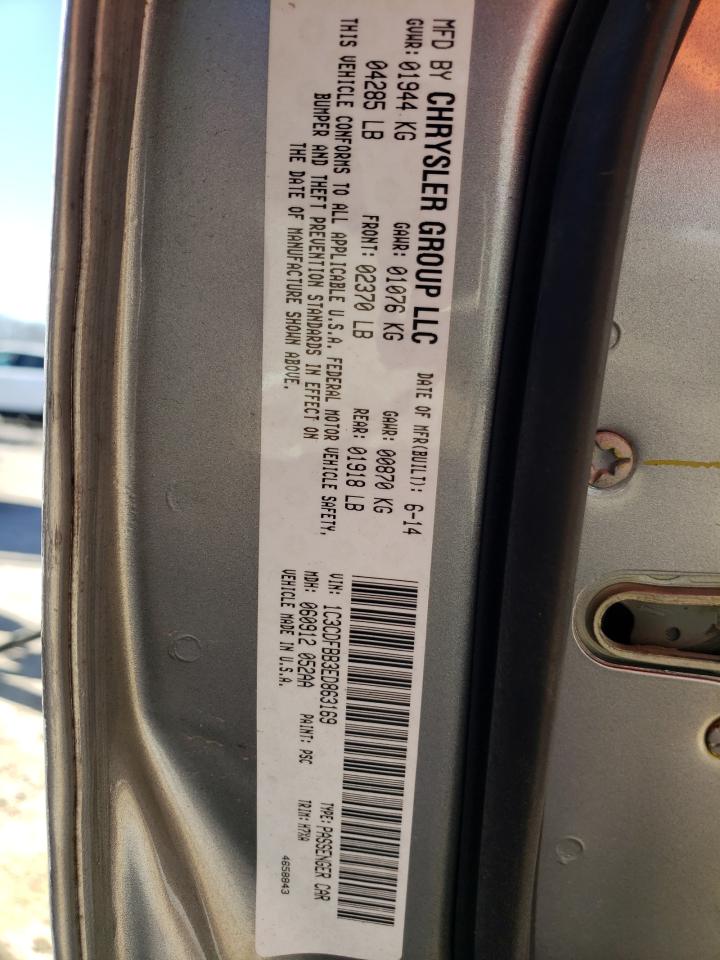 MFD BY CHRYSLER GROUP LLC DATE OF MFR(BUILT): 6-14
GVWR: 01944 KG GAWR: 01076 KG GAWR: 00870 KG
04285 LB FRONT: 02370 LB REAR: 01918 LB
THIS VEHICLE CONFORMS TO ALL APPLICABLE U.S.A. FEDERAL MOTOR VEHICLE SAFETY,
BUMPER AND THEFT PREVENTION STANDARDS IN EFFECT ON
THE DATE OF MANUFACTURE SHOWN ABOVE.
VIN: 1C3CDFBB3ED863169 TYPE: PASSENGER CAR
MDH: 060912 052AA PAINT: PSC TRIM: H7XA
VEHICLE MADE IN U.S.A. 4658843